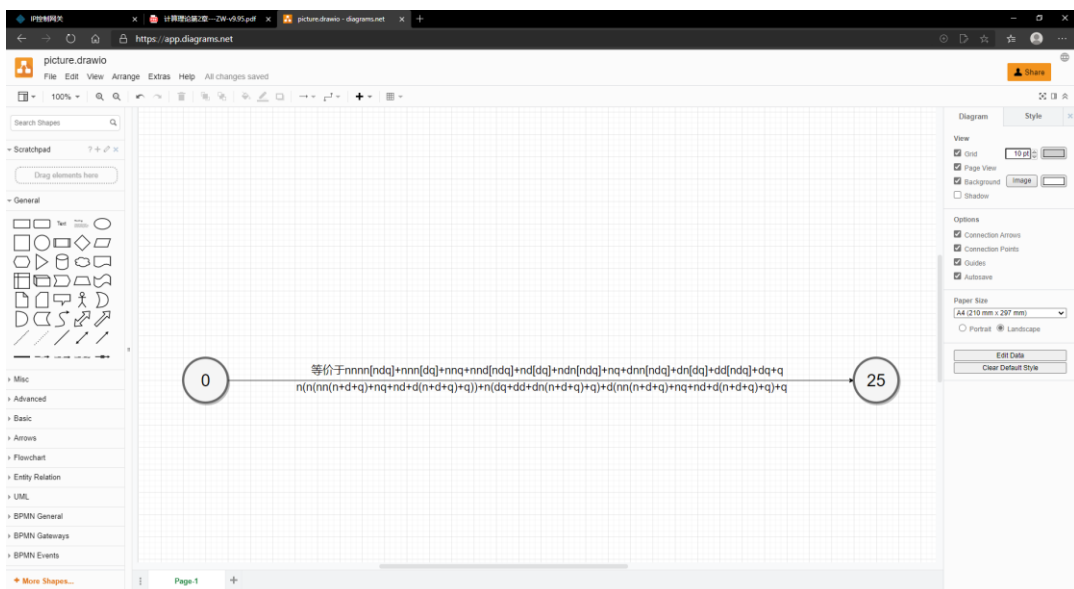 IP控制网关
计算理论第2章---ZW-v9.95.pdf
picture.drawio - diagrams.net
https://app.diagrams.net
picture.drawio
File Edit View Arrange Extras Help All changes saved
Share
100%
Search Shapes
Scratchpad
Drag elements here
General
Text
Misc
Advanced
Basic
Arrows
Flowchart
Entity Relation
UML
BPMN General
BPMN Gateways
BPMN Events
+ More Shapes...
0
等价于nnnn[ndq]+nnn[dq]+nnq+nnd[ndq]+nd[dq]+ndn[ndq]+nq+dnn[ndq]+dn[dq]+dd[ndq]+dq+q
n(n(nn(n+d+q)+nq+nd+d(n+d+q)+q))+n(dq+dd+dn(n+d+q)+q)+d(nn(n+d+q)+nq+nd+d(n+d+q)+q)+q
25
Page-1
Diagram Style
View
Grid 10 pt
Page View
Background Image
Shadow
Options
Connection Arrows
Connection Points
Guides
Autosave
Paper Size
A4 (210 mm x 297 mm)
Portrait Landscape
Edit Data
Clear Default Style